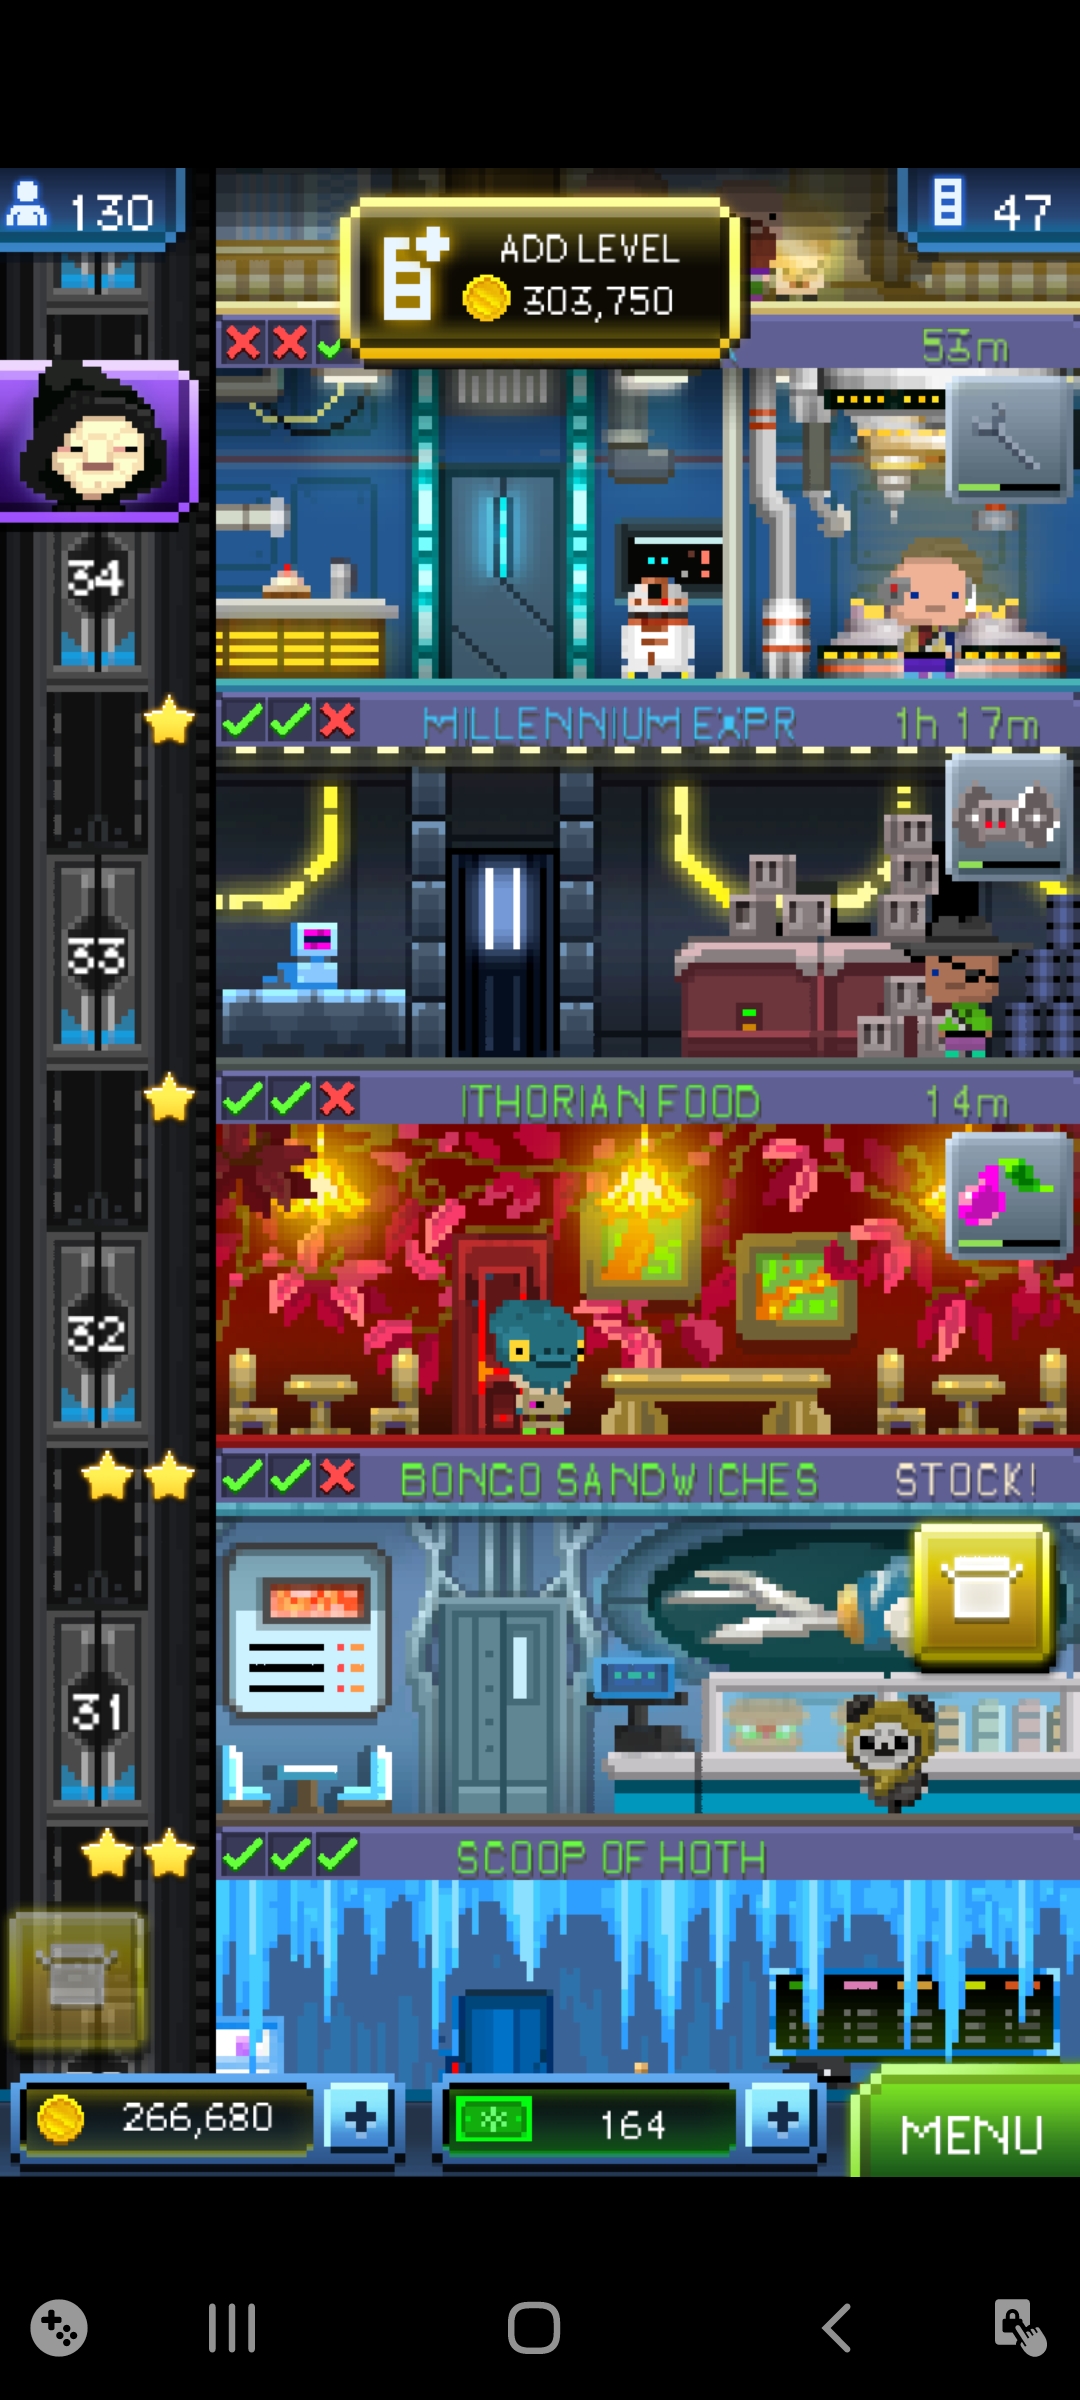 130
47
ADD LEVEL
303,750
53m
34
MILLENNIUM EXPR
1h 17m
33
ITHORIAN FOOD
14m
32
BONGO SANDWICHES
STOCK!
31
SCOOP OF HOTH
266,680
164
MENU